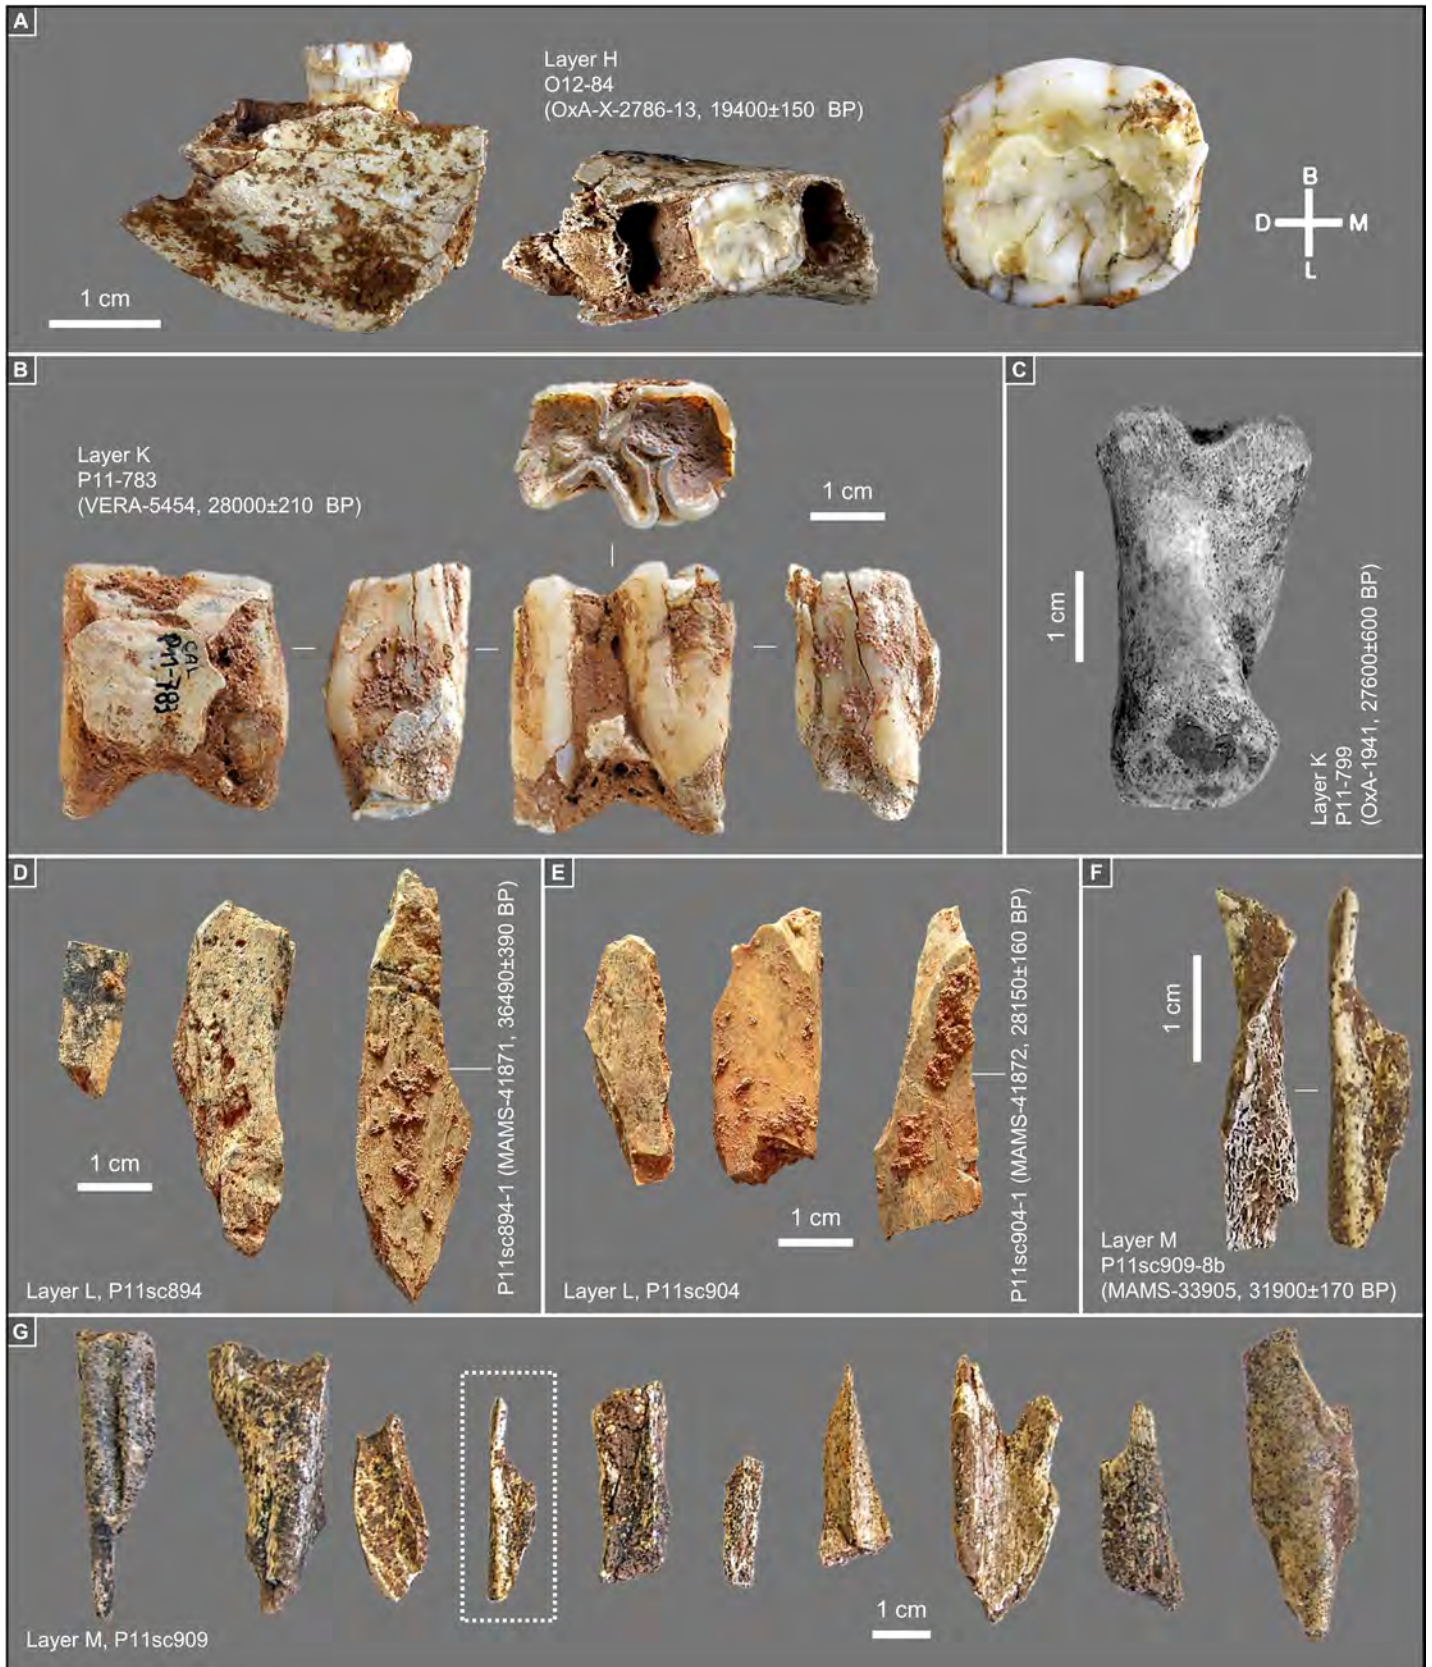 A
Layer H
O12-84
(OxA-X-2786-13, 19400±150 BP)
B
D
M
L
1 cm
B
Layer K
P11-783
(VERA-5454, 28000±210 BP)
1 cm
CAL
P11-783
C
1 cm
Layer K
P11-799
(OxA-1941, 27600±600 BP)
D
1 cm
P11sc894-1 (MAMS-41871, 36490±390 BP)
Layer L, P11sc894
E
1 cm
P11sc904-1 (MAMS-41872, 28150±160 BP)
Layer L, P11sc904
F
1 cm
Layer M
P11sc909-8b
(MAMS-33905, 31900±170 BP)
G
1 cm
Layer M, P11sc909